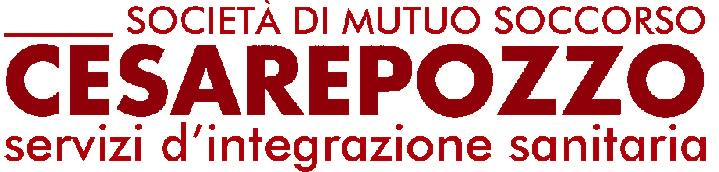 SOCIETÀ DI MUTUO SOCCORSO
CESAREPOZZO
servizi d'integrazione sanitaria